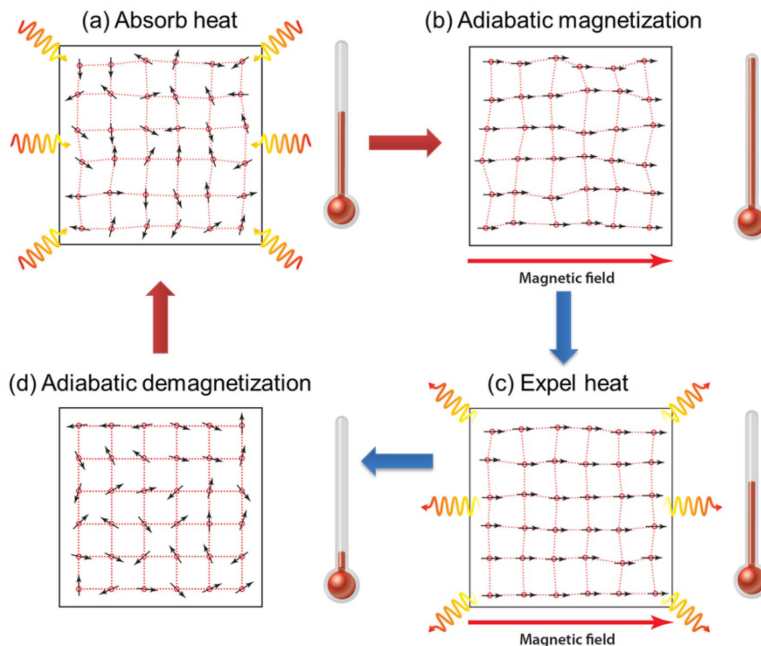 (a) Absorb heat
(b) Adiabatic magnetization
Magnetic field
(d) Adiabatic demagnetization
(c) Expel heat
Magnetic field